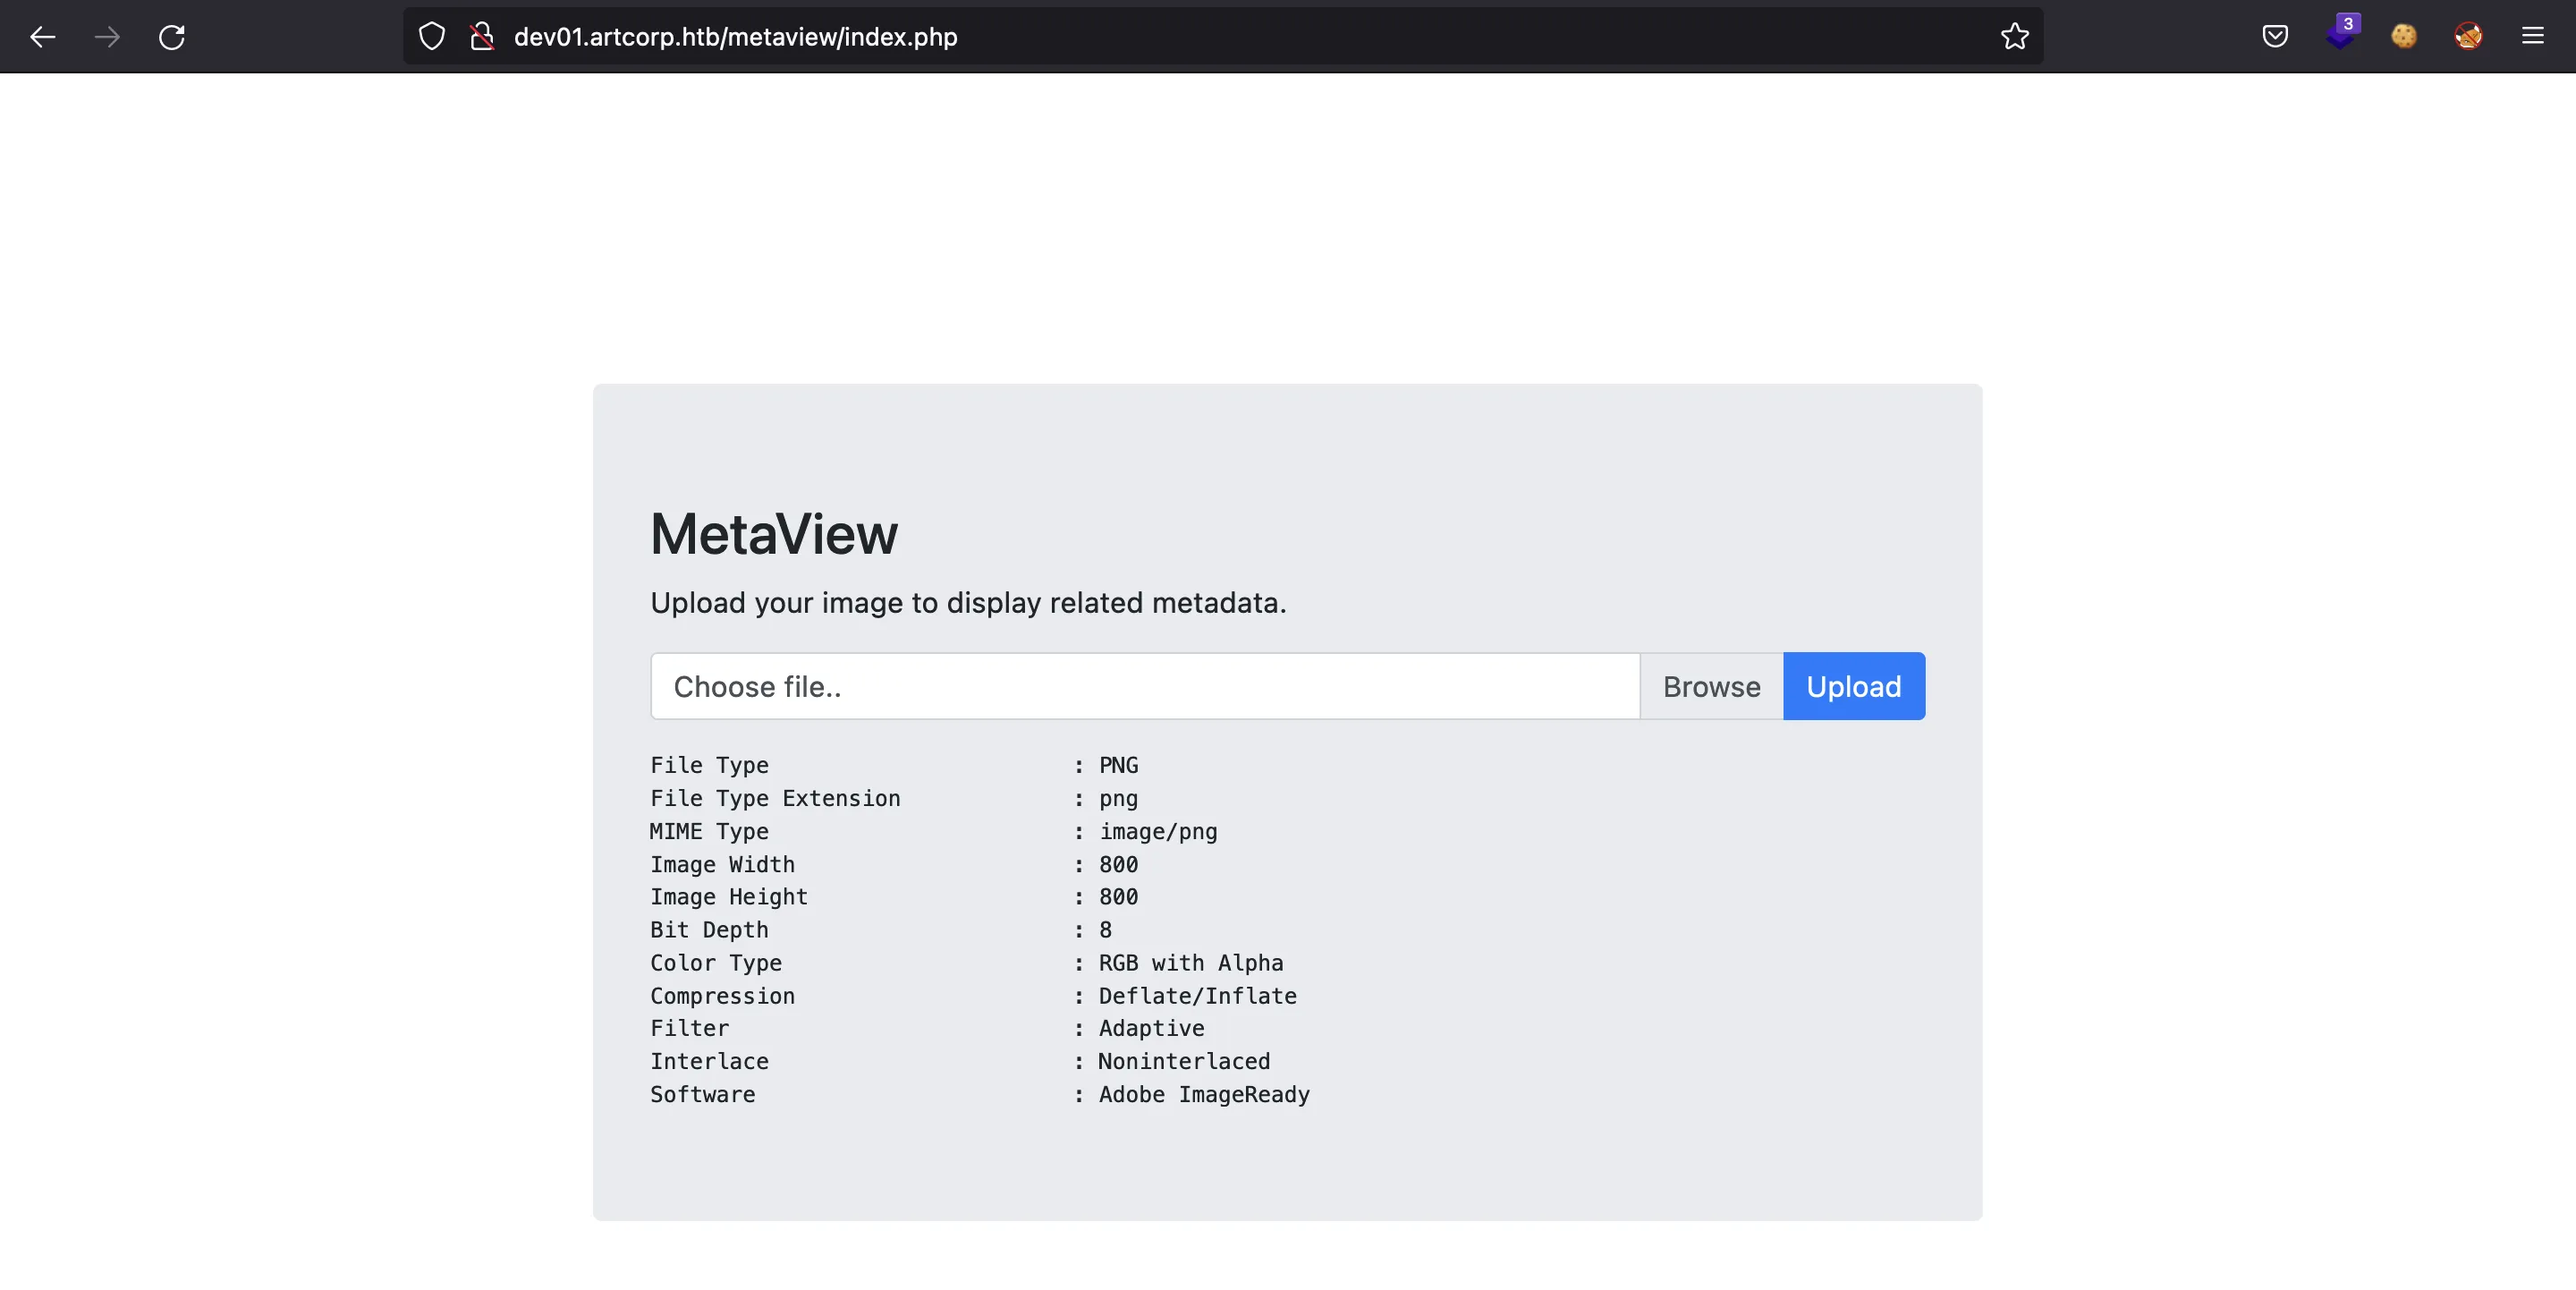 dev01.artcorp.htb/metaview/index.php
3
MetaView
Upload your image to display related metadata.
Choose file.. Browse Upload
File Type : PNG
File Type Extension : png
MIME Type : image/png
Image Width : 800
Image Height : 800
Bit Depth : 8
Color Type : RGB with Alpha
Compression : Deflate/Inflate
Filter : Adaptive
Interlace : Noninterlaced
Software : Adobe ImageReady